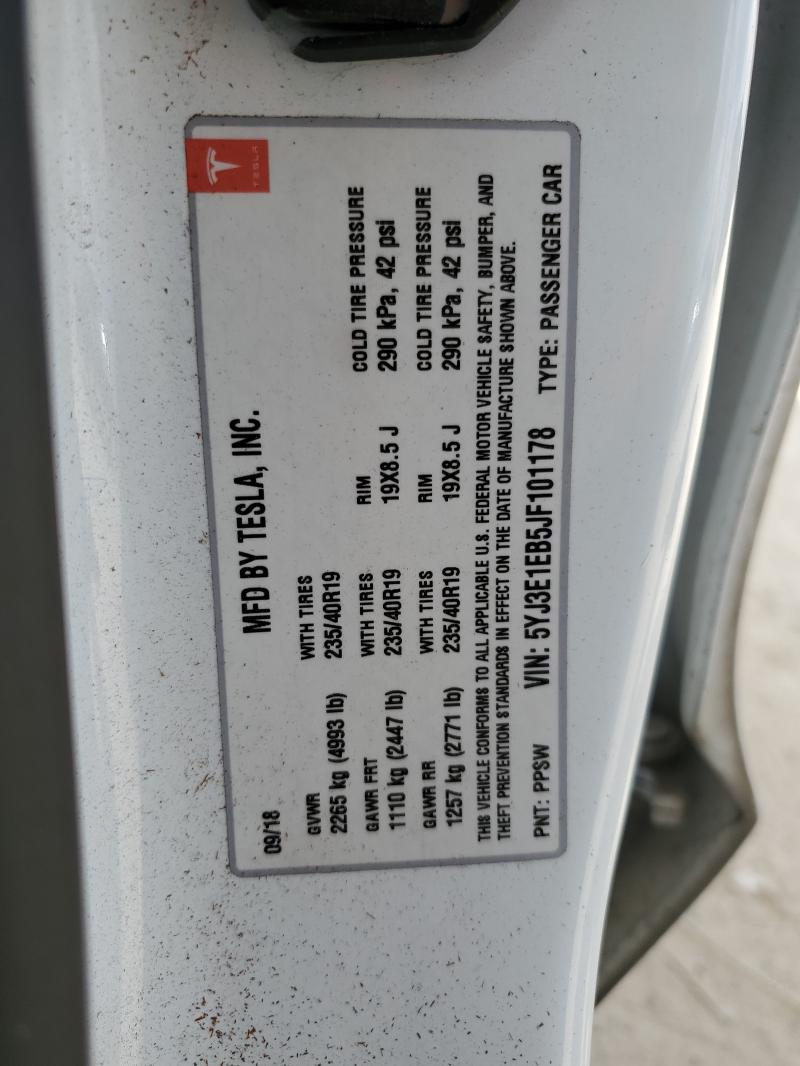 TESLA
MFD BY TESLA, INC.
09/18
GVWR WITH TIRES
2265 kg (4993 lb) 235/40R19
GAWR FRT WITH TIRES RIM COLD TIRE PRESSURE
1110 kg (2447 lb) 235/40R19 19X8.5 J 290 kPa, 42 psi
GAWR RR WITH TIRES RIM COLD TIRE PRESSURE
1257 kg (2771 lb) 235/40R19 19X8.5 J 290 kPa, 42 psi
THIS VEHICLE CONFORMS TO ALL APPLICABLE U.S. FEDERAL MOTOR VEHICLE SAFETY, BUMPER, AND
THEFT PREVENTION STANDARDS IN EFFECT ON THE DATE OF MANUFACTURE SHOWN ABOVE.
PNT: PPSW VIN: 5YJ3E1EB5JF101178 TYPE: PASSENGER CAR